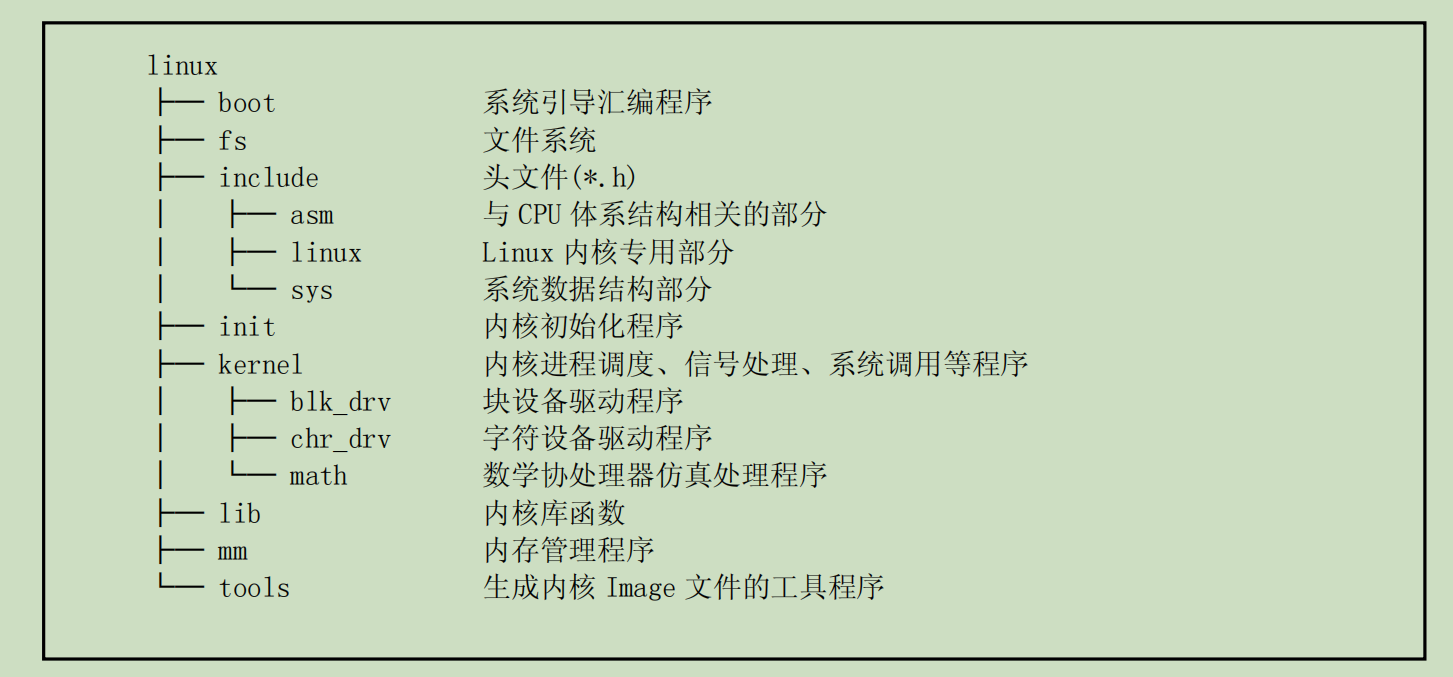 linux
├── boot 系统引导汇编程序
├── fs 文件系统
├── include 头文件(*.h)
│ ├── asm 与 CPU 体系结构相关的部分
│ ├── linux Linux 内核专用部分
│ └── sys 系统数据结构部分
├── init 内核初始化程序
├── kernel 内核进程调度、信号处理、系统调用等程序
│ ├── blk_drv 块设备驱动程序
│ ├── chr_drv 字符设备驱动程序
│ └── math 数学协处理器仿真处理程序
├── lib 内核库函数
├── mm 内存管理程序
└── tools 生成内核 Image 文件的工具程序